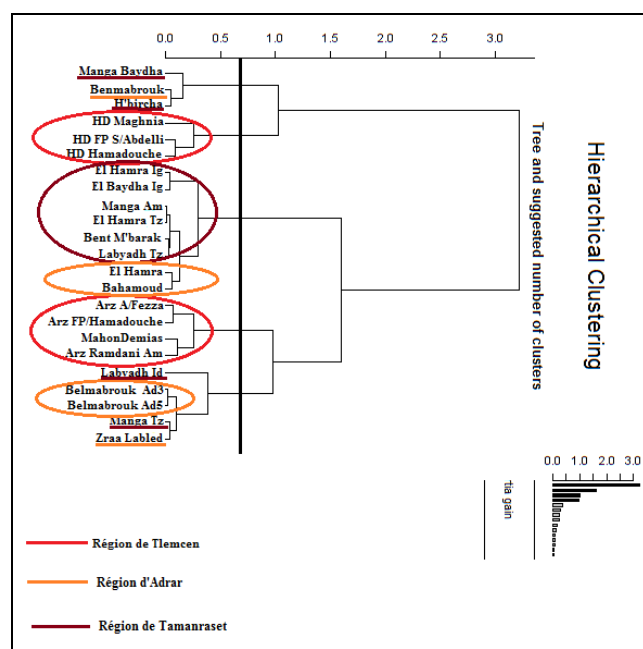 0.0 0.5 1.0 1.5 2.0 2.5 3.0
Manga Baydha
Benmabrouk
H'bircha
HD Maghnia
HD FP S/Abdelli
HD Hamadouche
El Hamra Ig
El Baydha Ig
Manga Am
El Hamra Tz
Bent M'barak
Labyadh Tz
El Hamra
Bahamoud
Arz A/Fezza
Arz FP/Hamadouche
MahonDemias
Arz Ramdani Am
Labyadh Id
Belmabrouk Ad3
Belmabrouk Ad5
Manga Tz
Zraa Labled
Tree and suggested number of clusters
Hierarchical Clustering
0.0 1.0 2.0 3.0
tia gain
Région de Tlemcen
Région d'Adrar
Région de Tamanraset